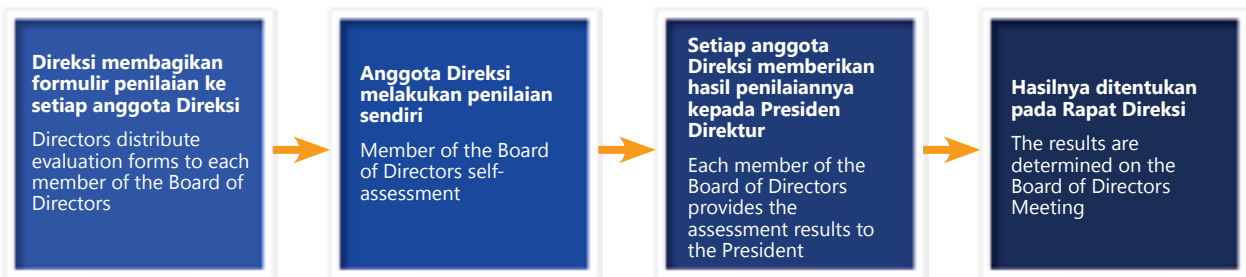 Direksi membagikan
formulir penilaian ke
setiap anggota Direksi
Directors distribute
evaluation forms to each
member of the Board of
Directors
Anggota Direksi
melakukan penilaian
sendiri
Member of the Board
of Directors self-
assessment
Setiap anggota
Direksi memberikan
hasil penilaiannya
kepada Presiden
Direktur
Each member of the
Board of Directors
provides the
assessment results to
the President
Hasilnya ditentukan
pada Rapat Direksi
The results are
determined on the
Board of Directors
Meeting